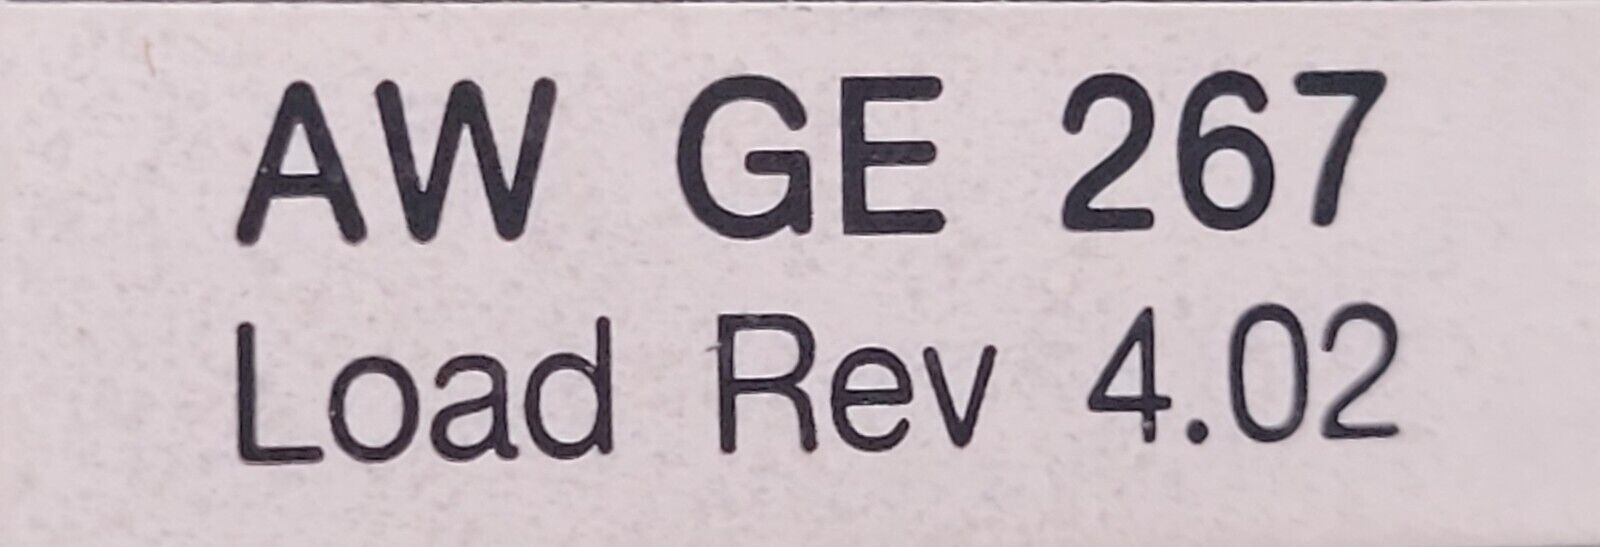 AW GE 267
Load Rev 4.02